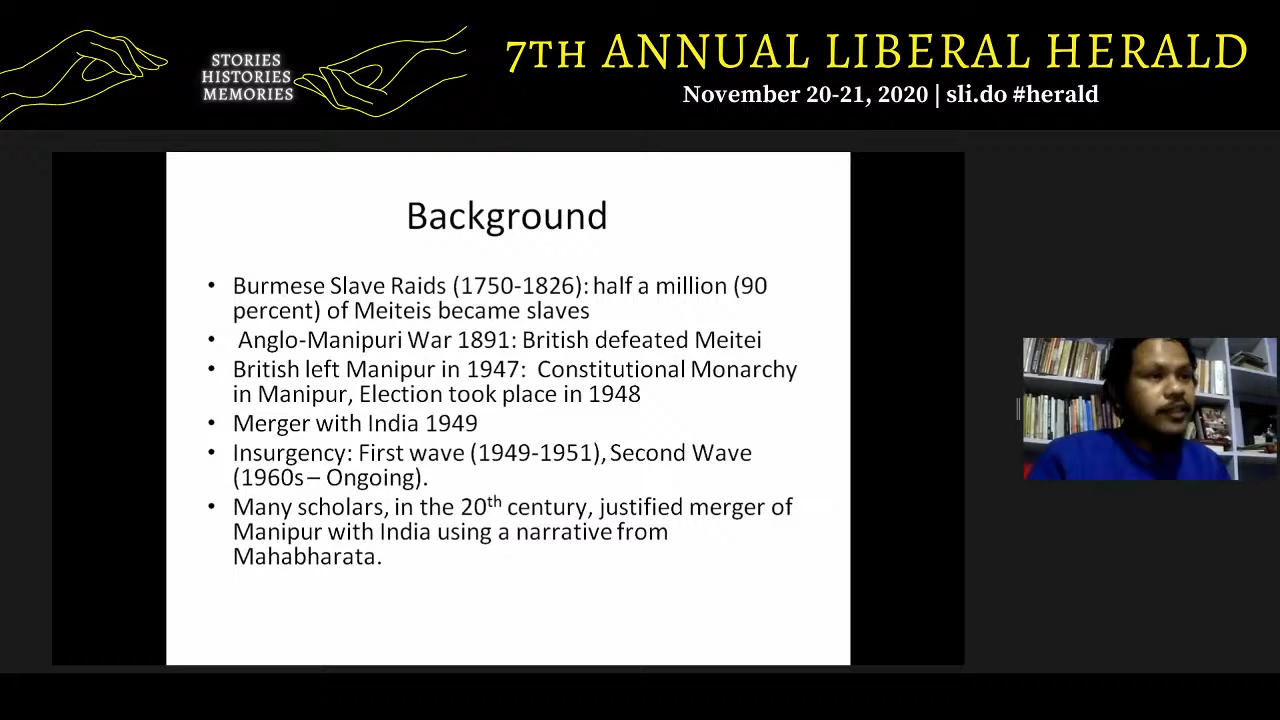 STORIES
HISTORIES
MEMORIES
7TH ANNUAL LIBERAL HERALD
November 20-21, 2020 | sli.do #herald
Background
• Burmese Slave Raids (1750-1826): half a million (90
percent) of Meiteis became slaves
• Anglo-Manipuri War 1891: British defeated Meitei
• British left Manipur in 1947: Constitutional Monarchy
in Manipur, Election took place in 1948
• Merger with India 1949
• Insurgency: First wave (1949-1951), Second Wave
(1960s – Ongoing).
• Many scholars, in the 20th century, justified merger of
Manipur with India using a narrative from
Mahabharata.